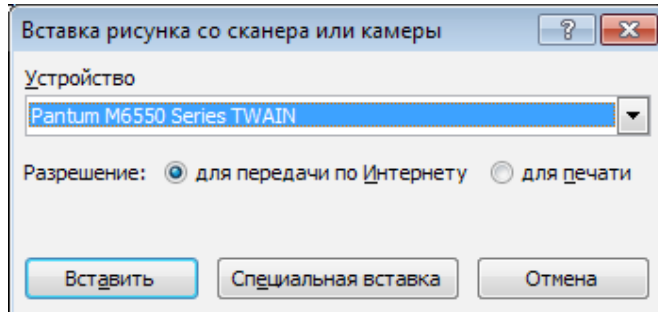 Вставка рисунка со сканера или камеры
Устройство
Pantum M6550 Series TWAIN
Разрешение: для передачи по Интернету для печати
Вставить Специальная вставка Отмена